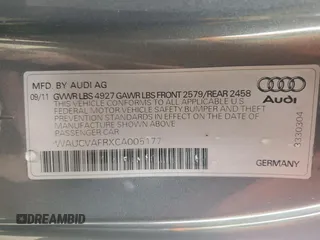 MFD BY AUDI AG
09/11 GVWR LBS 4927 GAWR LBS FRONT 2579/REAR 2458
THIS VEHICLE CONFORMS TO ALL APPLICABLE U.S.
FEDERAL MOTOR VEHICLE SAFETY, BUMPER, AND
THEFT PREVENTION STANDARDS IN EFFECT ON THE DATE OF
MANUFACTURE SHOWN ABOVE
PASSENGER CAR
WAUCVAFRXCA005177
Audi
3330304
GERMANY
DREAMBID